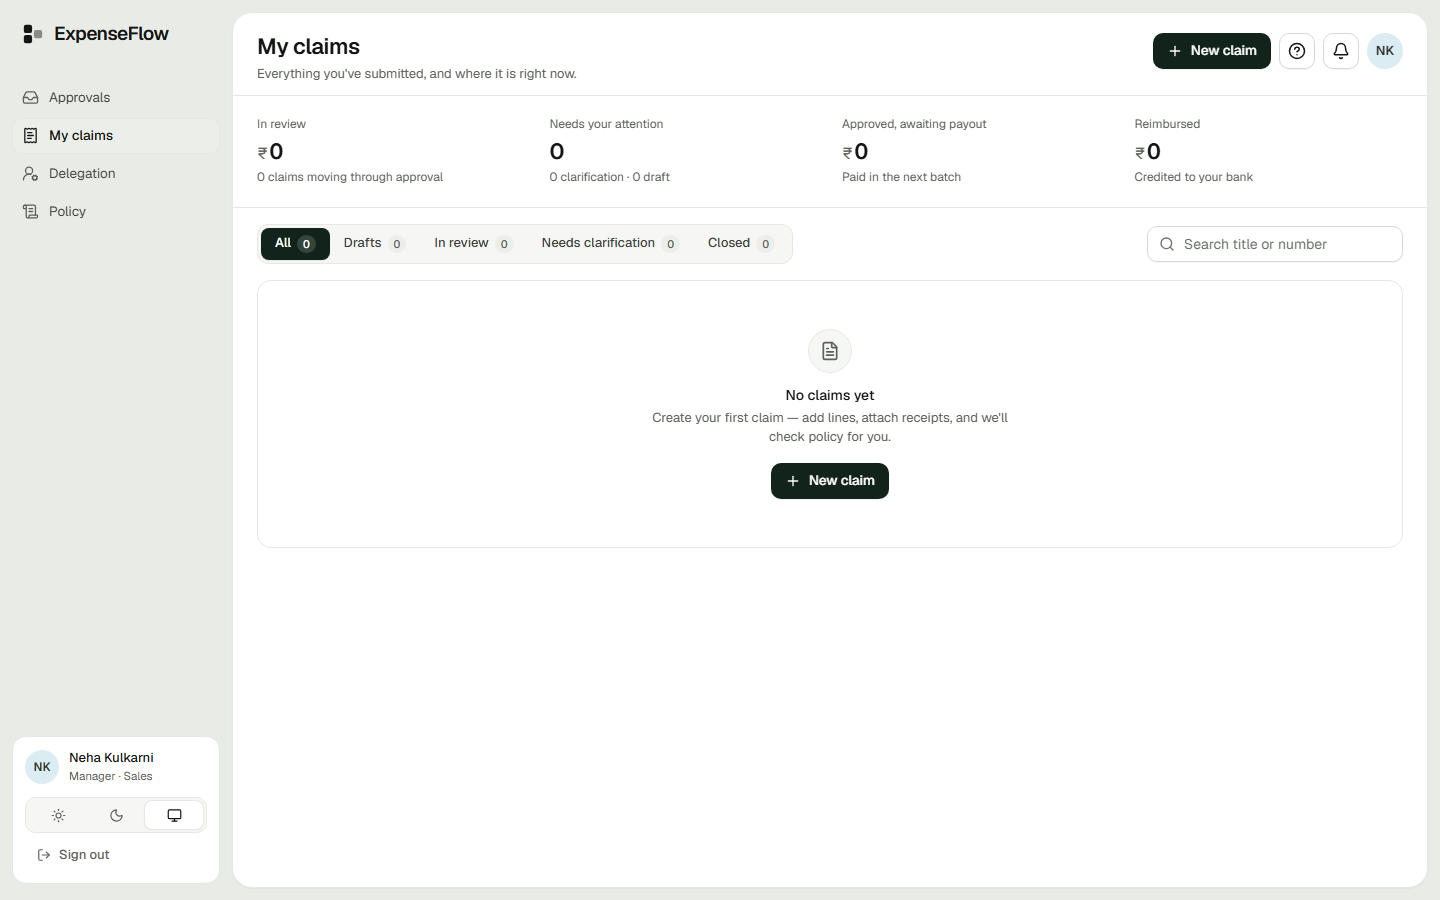 ExpenseFlow
Approvals
My claims
Delegation
Policy
NK
Neha Kulkarni
Manager · Sales
Sign out
My claims
Everything you've submitted, and where it is right now.
New claim
NK
In review
₹0
0 claims moving through approval
Needs your attention
0
0 clarification · 0 draft
Approved, awaiting payout
₹0
Paid in the next batch
Reimbursed
₹0
Credited to your bank
All 0
Drafts 0
In review 0
Needs clarification 0
Closed 0
Search title or number
No claims yet
Create your first claim — add lines, attach receipts, and we'll
check policy for you.
New claim